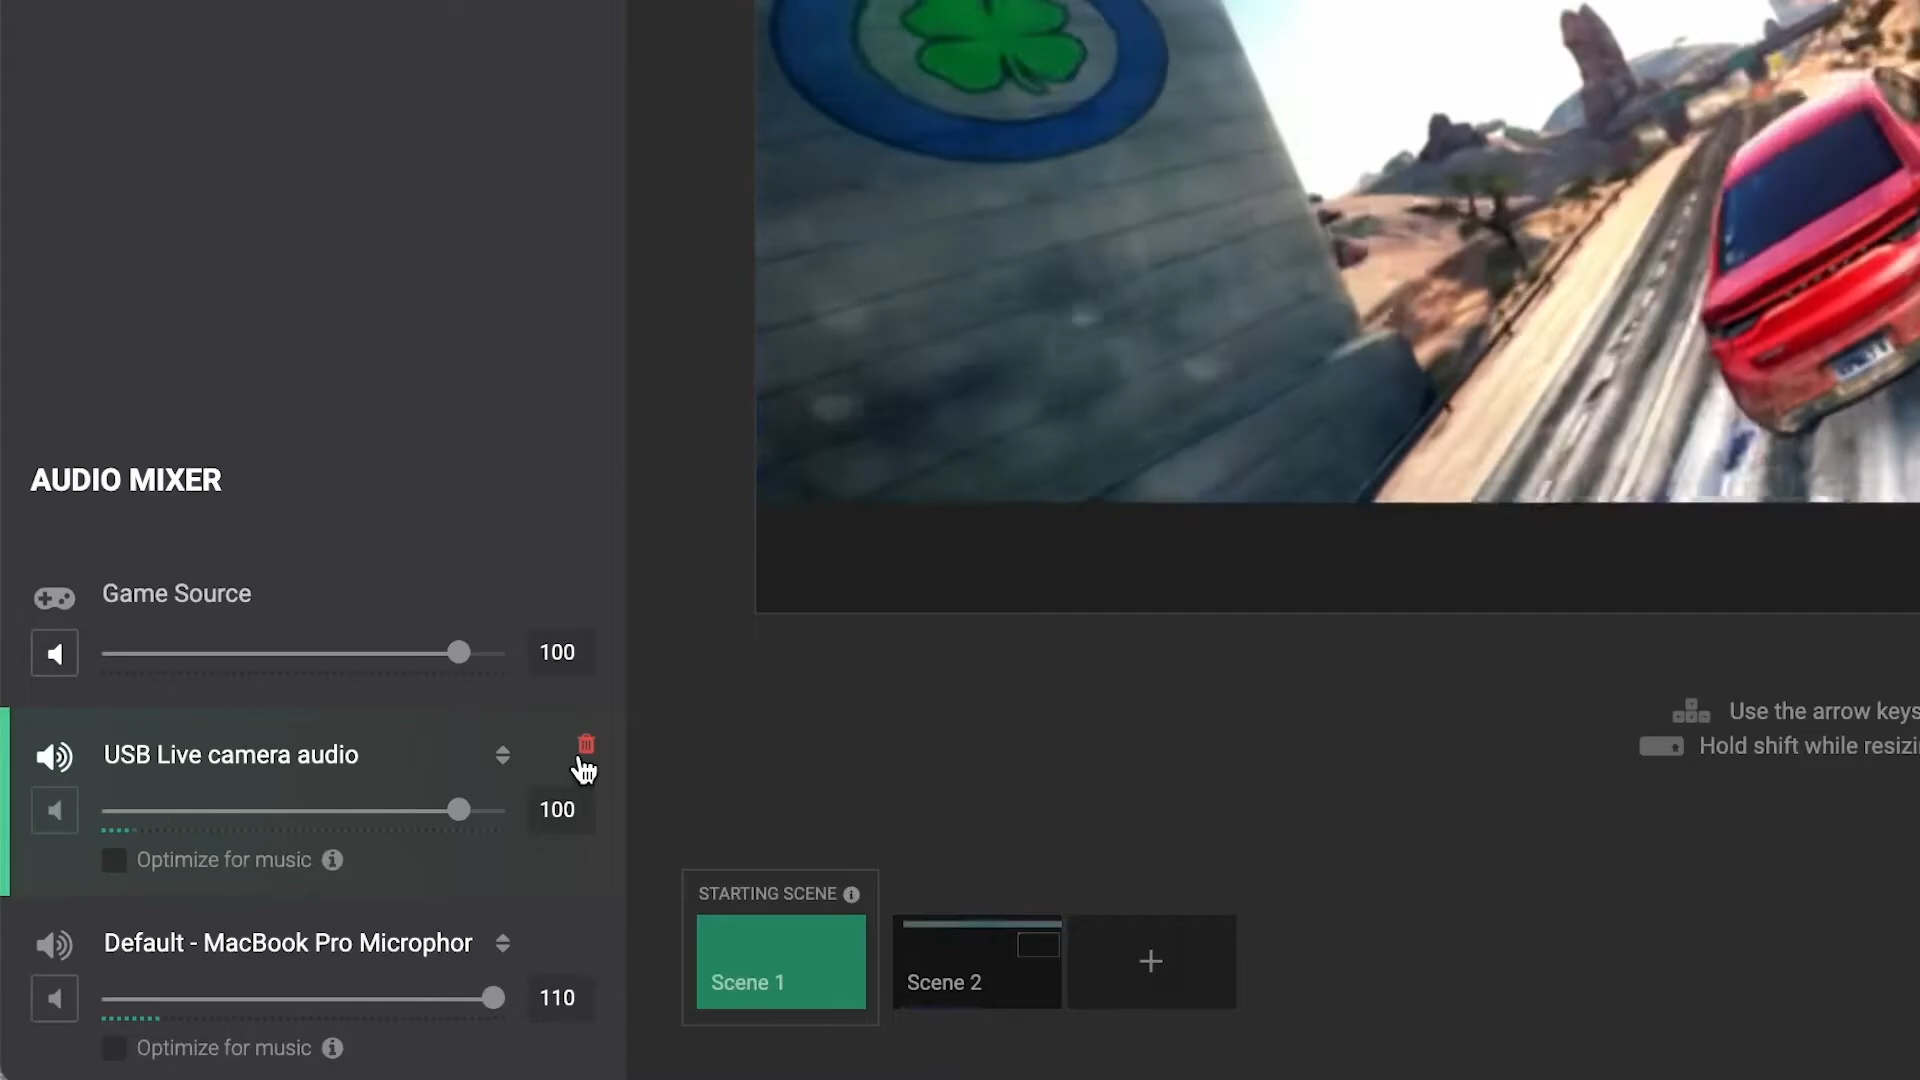 AUDIO MIXER
Game Source
100
USB Live camera audio
100
Optimize for music
Default - MacBook Pro Microphor
110
Optimize for music
Use the arrow keys
Hold shift while resizi
STARTING SCENE
Scene 1
Scene 2